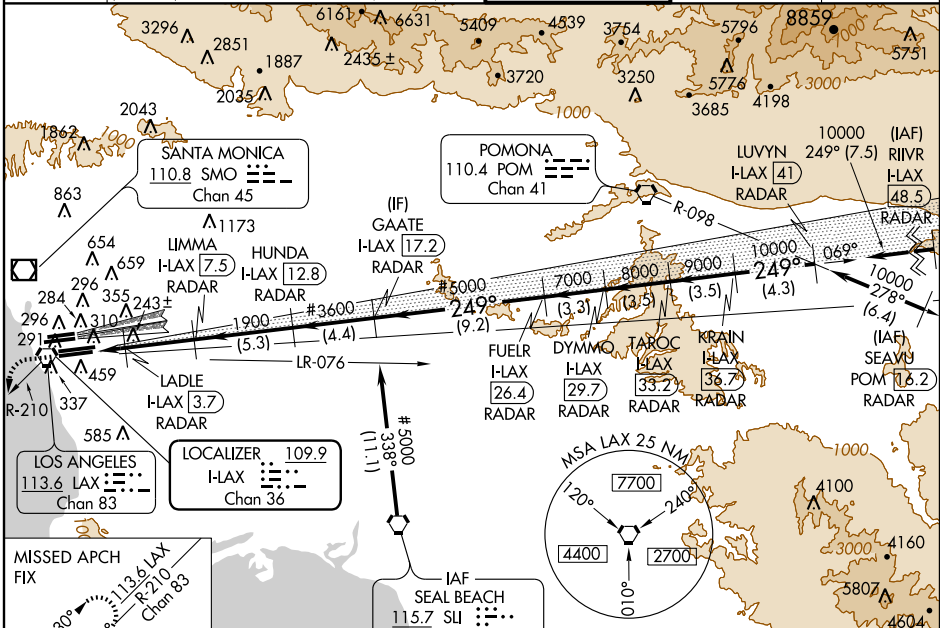 6161
6631
5409
4539
3754
5796
8859
5751
3296
2851
1887
2435 ±
3720
3250
5776
3000
2035
3685
4198
1000
2043
1862
1000
1000
SANTA MONICA
110.8 SMO
Chan 45
POMONA
110.4 POM
Chan 41
LUVYN
I-LAX 41
RADAR
10000
249° (7.5)
(IAF)
RIIVR
I-LAX
48.5
RADAR
R-098
863
1173
654
659
LIMMA
I-LAX 7.5
RADAR
HUNDA
I-LAX 12.8
RADAR
(IF)
GAATE
I-LAX 17.2
RADAR
296
284
355
243±
296
310
291
459
337
585
1900
(5.3)
#3600
(4.4)
#5000
249°
(9.2)
7000
(3.3)
8000
(3.5)
9000
(3.5)
10000
249°
(4.3)
069°
10000
278°
(6.4)
LR-076
R-210
LADLE
I-LAX 3.7
RADAR
FUELR
I-LAX
26.4
RADAR
DYMMO
I-LAX
29.7
RADAR
TAROC
I-LAX
33.2
RADAR
KRAIN
I-LAX
36.7
RADAR
(IAF)
SEAVU
POM 16.2
RADAR
LOS ANGELES
113.6 LAX
Chan 83
LOCALIZER 109.9
I-LAX
Chan 36
#5000
338°
(11.1)
MSA LAX 25 NM
120°
7700
240°
4400
2700
010°
1000
4100
3000
4160
5807
4604
MISSED APCH
FIX
113.6 LAX
R-210
Chan 83
30°
IAF
SEAL BEACH
115.7 SLI